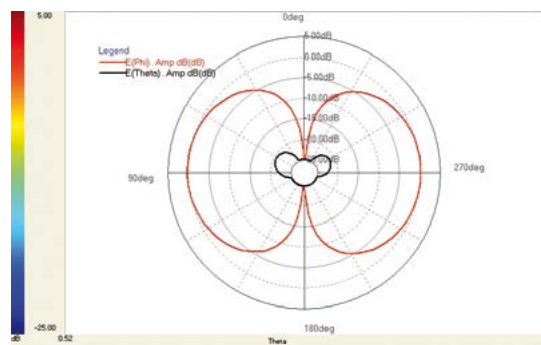 5.00
0deg
5.00dB
Legend
E(Phi) . Amp dB(dB)
E(Theta) . Amp dB(dB)
0.00dB
-5.00dB
-10.00dB
-15.00dB
-20.00dB
90deg
270deg
-25.00
dB
0.52
180deg
Theta